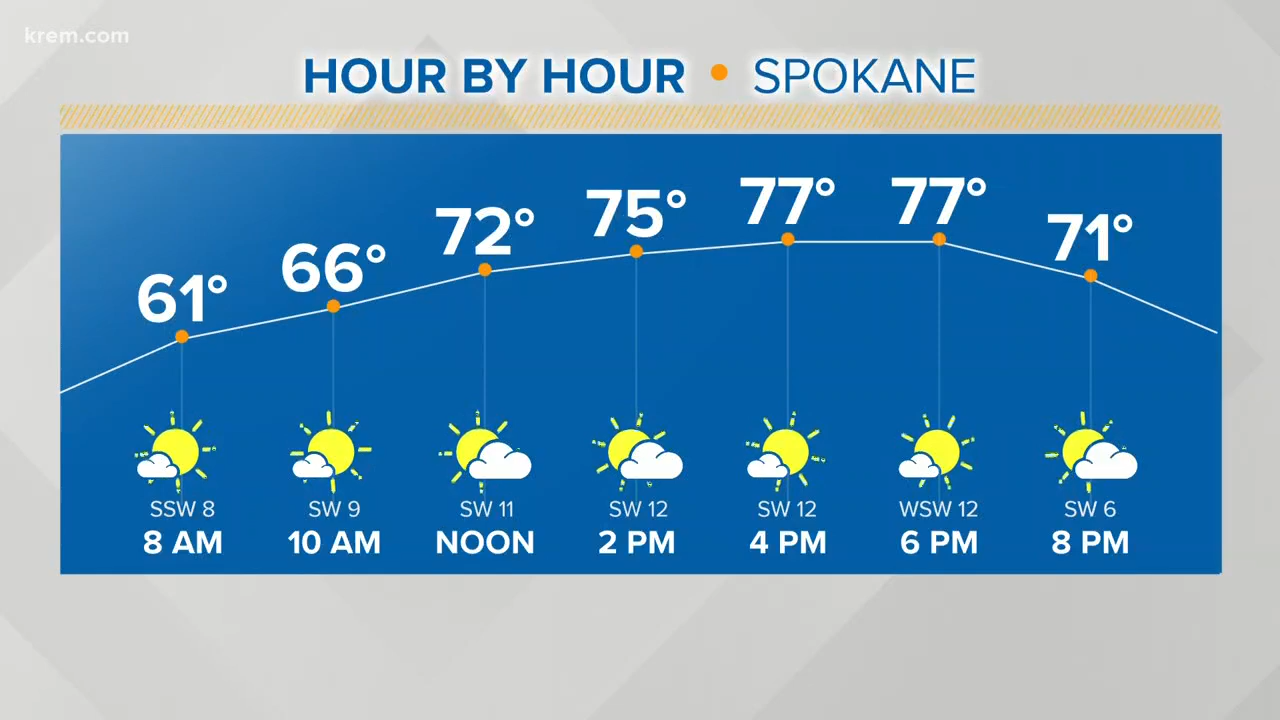 krem.com
HOUR BY HOUR • SPOKANE
61° 66° 72° 75° 77° 77° 71°
SSW 8 SW 9 SW 11 SW 12 SW 12 WSW 12 SW 6
8 AM 10 AM NOON 2 PM 4 PM 6 PM 8 PM